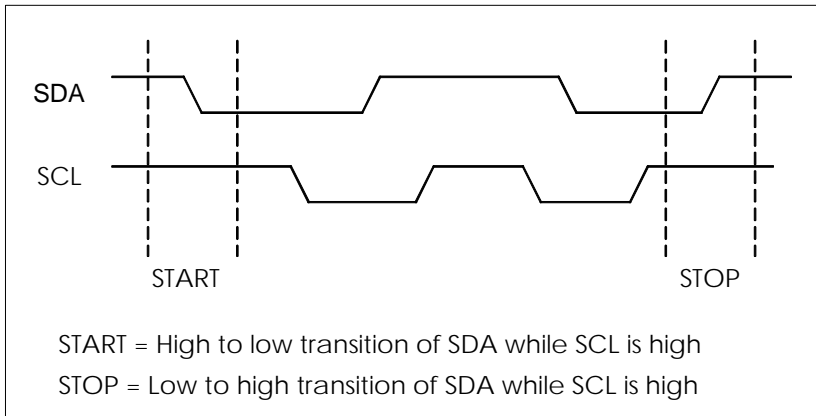 SDA
SCL
START
STOP
START = High to low transition of SDA while SCL is high
STOP = Low to high transition of SDA while SCL is high